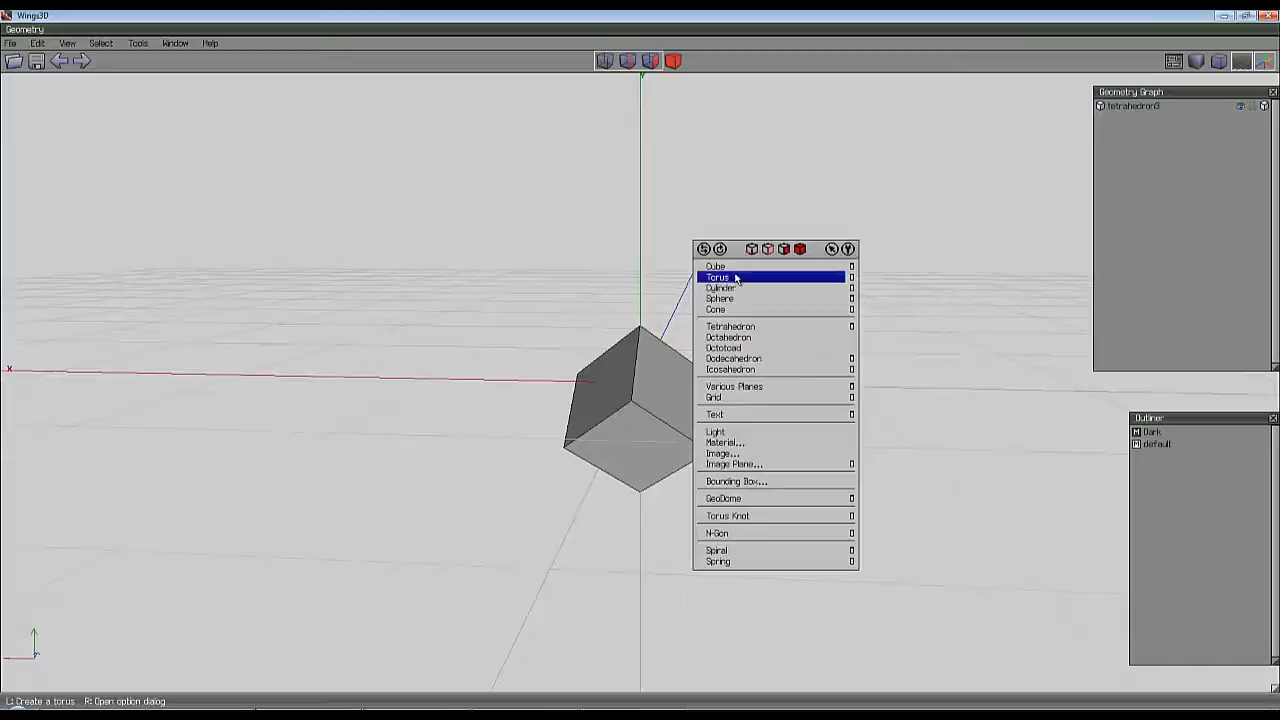 Wings3D
Geometry
File Edit View Select Tools Window Help
Geometry Graph
tetrahedron3
Y
Cube
Torus
Cylinder
Sphere
Cone
Tetrahedron
Octahedron
Octotoad
Dodecahedron
Icosahedron
Various Planes
Grid
Text
Light
Material...
Image...
Image Plane...
Bounding Box...
GeoDome
Torus Knot
N-Gon
Spiral
Spring
X
Outliner
Dark
default
L: Create a torus R: Open option dialog